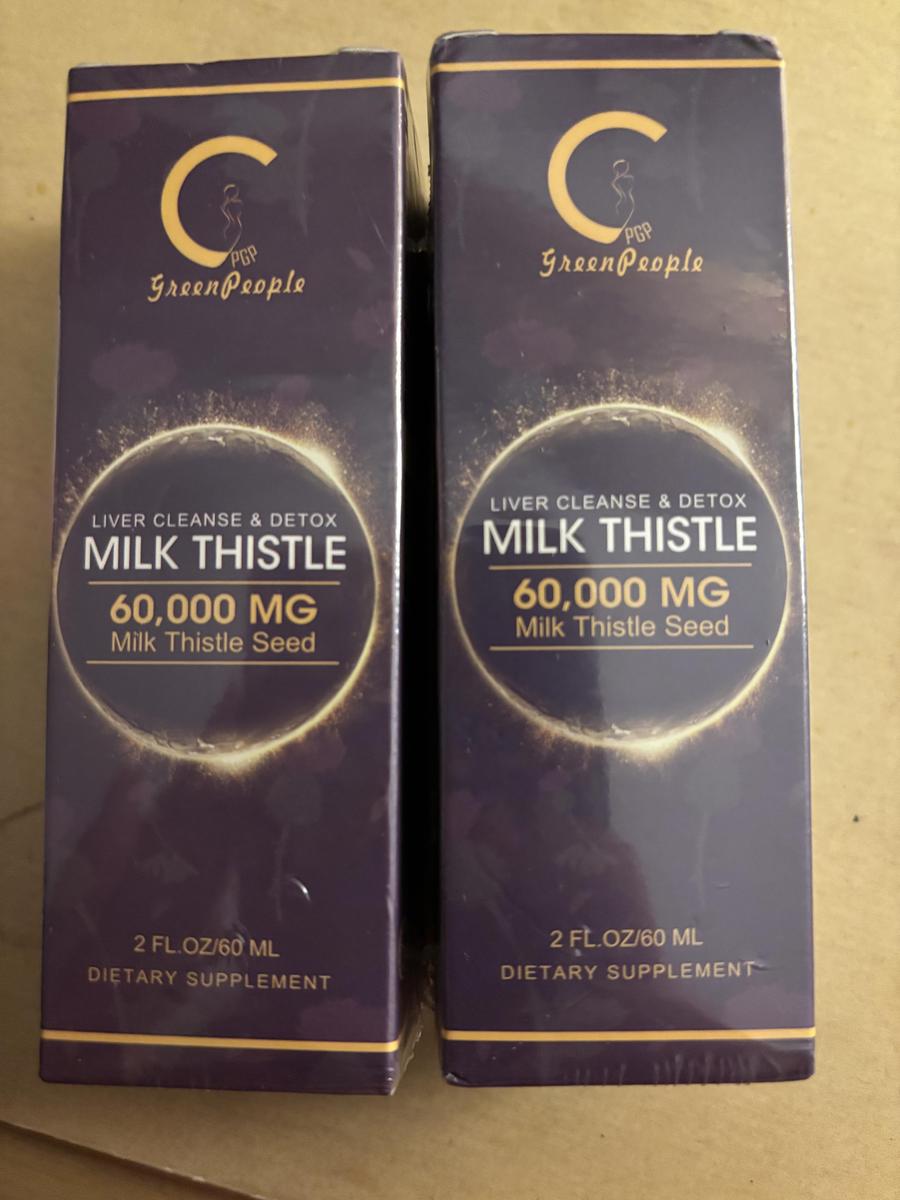 PGP
GreenPeople
LIVER CLEANSE & DETOX
MILK THISTLE
60,000 MG
Milk Thistle Seed
2 FL.OZ/60 ML
DIETARY SUPPLEMENT
PGP
GreenPeople
LIVER CLEANSE & DETOX
MILK THISTLE
60,000 MG
Milk Thistle Seed
2 FL.OZ/60 ML
DIETARY SUPPLEMENT